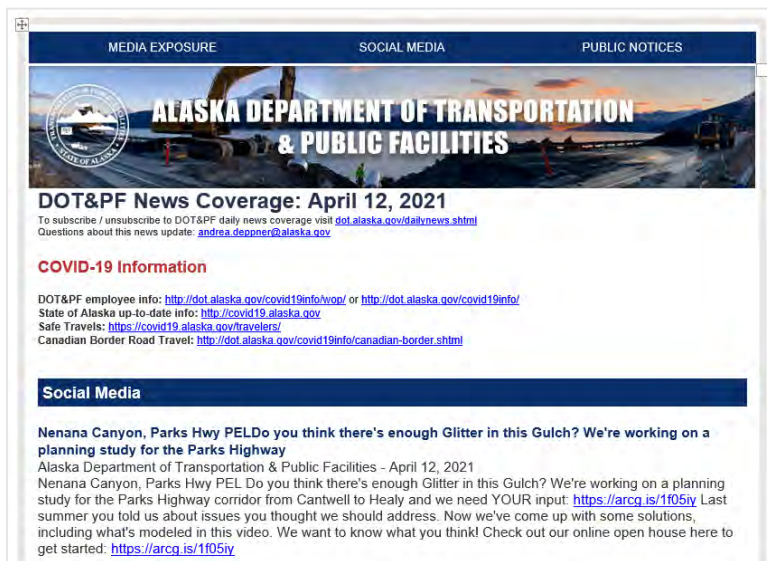 MEDIA EXPOSURE SOCIAL MEDIA PUBLIC NOTICES
ALASKA DEPARTMENT OF TRANSPORTATION
& PUBLIC FACILITIES
STATE OF ALASKA
DOT&PF News Coverage: April 12, 2021
To subscribe / unsubscribe to DOT&PF daily news coverage visit dot.alaska.gov/dailynews.shtml
Questions about this news update: andrea.deppner@alaska.gov
COVID-19 Information
DOT&PF employee info: http://dot.alaska.gov/covid19info/wop/ or http://dot.alaska.gov/covid19info/
State of Alaska up-to-date info: http://covid19.alaska.gov
Safe Travels: https://covid19.alaska.gov/travelers/
Canadian Border Road Travel: http://dot.alaska.gov/covid19info/canadian-border.shtml
Social Media
Nenana Canyon, Parks Hwy PELDo you think there's enough Glitter in this Gulch? We're working on a
planning study for the Parks Highway
Alaska Department of Transportation & Public Facilities - April 12, 2021
Nenana Canyon, Parks Hwy PEL Do you think there's enough Glitter in this Gulch? We're working on a planning
study for the Parks Highway corridor from Cantwell to Healy and we need YOUR input: https://arcg.is/1f05iy Last
summer you told us about issues you thought we should address. Now we've come up with some solutions,
including what's modeled in this video. We want to know what you think! Check out our online open house here to
get started: https://arcg.is/1f05iy